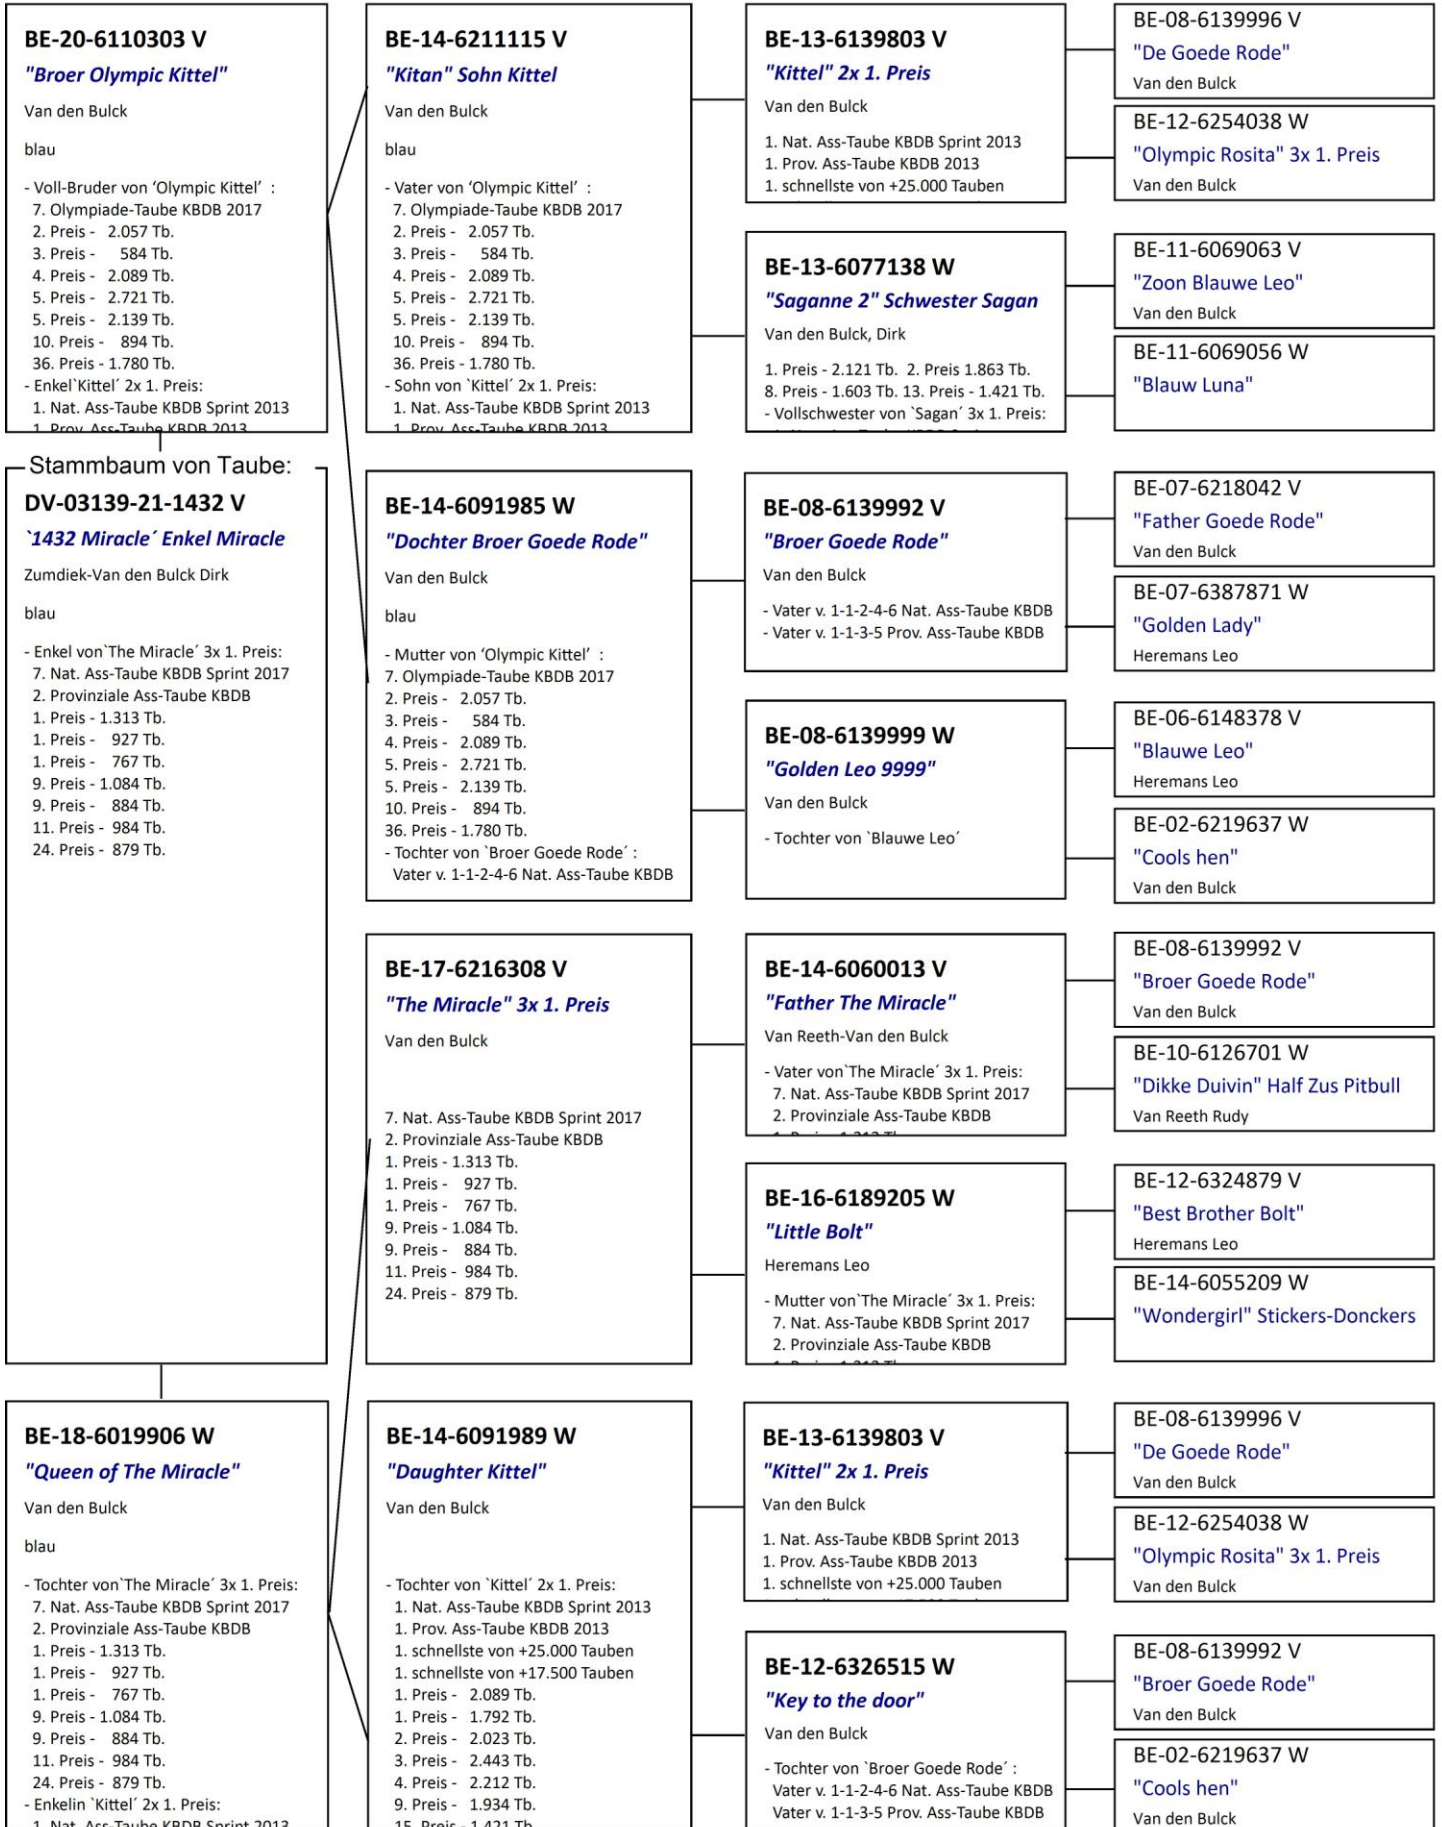 BE-20-6110303 V
"Broer Olympic Kittel"
Van den Bulck
blau
- Voll-Bruder von ‘Olympic Kittel’ :
7. Olympiade-Taube KBDB 2017
2. Preis - 2.057 Tb.
3. Preis - 584 Tb.
4. Preis - 2.089 Tb.
5. Preis - 2.721 Tb.
5. Preis - 2.139 Tb.
10. Preis - 894 Tb.
36. Preis - 1.780 Tb.
- Enkel`Kittel´ 2x 1. Preis:
1. Nat. Ass-Taube KBDB Sprint 2013
1. Prov. Ass-Taube KBDB 2013
Stammbaum von Taube:
DV-03139-21-1432 V
`1432 Miracle´ Enkel Miracle
Zumdiek-Van den Bulck Dirk
blau
- Enkel von`The Miracle´ 3x 1. Preis:
7. Nat. Ass-Taube KBDB Sprint 2017
2. Provinziale Ass-Taube KBDB
1. Preis - 1.313 Tb.
1. Preis - 927 Tb.
1. Preis - 767 Tb.
9. Preis - 1.084 Tb.
9. Preis - 884 Tb.
11. Preis - 984 Tb.
24. Preis - 879 Tb.
BE-18-6019906 W
"Queen of The Miracle"
Van den Bulck
blau
- Tochter von`The Miracle´ 3x 1. Preis:
7. Nat. Ass-Taube KBDB Sprint 2017
2. Provinziale Ass-Taube KBDB
1. Preis - 1.313 Tb.
1. Preis - 927 Tb.
1. Preis - 767 Tb.
9. Preis - 1.084 Tb.
9. Preis - 884 Tb.
11. Preis - 984 Tb.
24. Preis - 879 Tb.
- Enkelin `Kittel´ 2x 1. Preis:
1. Nat. Ass-Taube KBDB Sprint 2013
BE-14-6211115 V
"Kitan" Sohn Kittel
Van den Bulck
blau
- Vater von ‘Olympic Kittel’ :
7. Olympiade-Taube KBDB 2017
2. Preis - 2.057 Tb.
3. Preis - 584 Tb.
4. Preis - 2.089 Tb.
5. Preis - 2.721 Tb.
5. Preis - 2.139 Tb.
10. Preis - 894 Tb.
36. Preis - 1.780 Tb.
- Sohn von `Kittel´ 2x 1. Preis:
1. Nat. Ass-Taube KBDB Sprint 2013
1. Prov. Ass-Taube KBDB 2013
BE-14-6091985 W
"Dochter Broer Goede Rode"
Van den Bulck
blau
- Mutter von ‘Olympic Kittel’ :
7. Olympiade-Taube KBDB 2017
2. Preis - 2.057 Tb.
3. Preis - 584 Tb.
4. Preis - 2.089 Tb.
5. Preis - 2.721 Tb.
5. Preis - 2.139 Tb.
10. Preis - 894 Tb.
36. Preis - 1.780 Tb.
- Tochter von `Broer Goede Rode´ :
Vater v. 1-1-2-4-6 Nat. Ass-Taube KBDB
BE-17-6216308 V
"The Miracle" 3x 1. Preis
Van den Bulck
7. Nat. Ass-Taube KBDB Sprint 2017
2. Provinziale Ass-Taube KBDB
1. Preis - 1.313 Tb.
1. Preis - 927 Tb.
1. Preis - 767 Tb.
9. Preis - 1.084 Tb.
9. Preis - 884 Tb.
11. Preis - 984 Tb.
24. Preis - 879 Tb.
BE-14-6091989 W
"Daughter Kittel"
Van den Bulck
- Tochter von `Kittel´ 2x 1. Preis:
1. Nat. Ass-Taube KBDB Sprint 2013
1. Prov. Ass-Taube KBDB 2013
1. schnellste von +25.000 Tauben
1. schnellste von +17.500 Tauben
1. Preis - 2.089 Tb.
1. Preis - 1.792 Tb.
2. Preis - 2.023 Tb.
3. Preis - 2.443 Tb.
4. Preis - 2.212 Tb.
9. Preis - 1.934 Tb.
15. Preis - 1.421 Tb.
BE-13-6139803 V
"Kittel" 2x 1. Preis
Van den Bulck
1. Nat. Ass-Taube KBDB Sprint 2013
1. Prov. Ass-Taube KBDB 2013
1. schnellste von +25.000 Tauben
BE-13-6077138 W
"Saganne 2" Schwester Sagan
Van den Bulck, Dirk
1. Preis - 2.121 Tb. 2. Preis 1.863 Tb.
8. Preis - 1.603 Tb. 13. Preis - 1.421 Tb.
- Vollschwester von `Sagan´ 3x 1. Preis:
BE-08-6139992 V
"Broer Goede Rode"
Van den Bulck
- Vater v. 1-1-2-4-6 Nat. Ass-Taube KBDB
- Vater v. 1-1-3-5 Prov. Ass-Taube KBDB
BE-08-6139999 W
"Golden Leo 9999"
Van den Bulck
- Tochter von `Blauwe Leo´
BE-14-6060013 V
"Father The Miracle"
Van Reeth-Van den Bulck
- Vater von`The Miracle´ 3x 1. Preis:
7. Nat. Ass-Taube KBDB Sprint 2017
2. Provinziale Ass-Taube KBDB
BE-16-6189205 W
"Little Bolt"
Heremans Leo
- Mutter von`The Miracle´ 3x 1. Preis:
7. Nat. Ass-Taube KBDB Sprint 2017
2. Provinziale Ass-Taube KBDB
BE-13-6139803 V
"Kittel" 2x 1. Preis
Van den Bulck
1. Nat. Ass-Taube KBDB Sprint 2013
1. Prov. Ass-Taube KBDB 2013
1. schnellste von +25.000 Tauben
BE-12-6326515 W
"Key to the door"
Van den Bulck
- Tochter von `Broer Goede Rode´ :
Vater v. 1-1-2-4-6 Nat. Ass-Taube KBDB
Vater v. 1-1-3-5 Prov. Ass-Taube KBDB
BE-08-6139996 V
"De Goede Rode"
Van den Bulck
BE-12-6254038 W
"Olympic Rosita" 3x 1. Preis
Van den Bulck
BE-11-6069063 V
"Zoon Blauwe Leo"
Van den Bulck
BE-11-6069056 W
"Blauw Luna"
BE-07-6218042 V
"Father Goede Rode"
Van den Bulck
BE-07-6387871 W
"Golden Lady"
Heremans Leo
BE-06-6148378 V
"Blauwe Leo"
Heremans Leo
BE-02-6219637 W
"Cools hen"
Van den Bulck
BE-08-6139992 V
"Broer Goede Rode"
Van den Bulck
BE-10-6126701 W
"Dikke Duivin" Half Zus Pitbull
Van Reeth Rudy
BE-12-6324879 V
"Best Brother Bolt"
Heremans Leo
BE-14-6055209 W
"Wondergirl" Stickers-Donckers
BE-08-6139996 V
"De Goede Rode"
Van den Bulck
BE-12-6254038 W
"Olympic Rosita" 3x 1. Preis
Van den Bulck
BE-08-6139992 V
"Broer Goede Rode"
Van den Bulck
BE-02-6219637 W
"Cools hen"
Van den Bulck